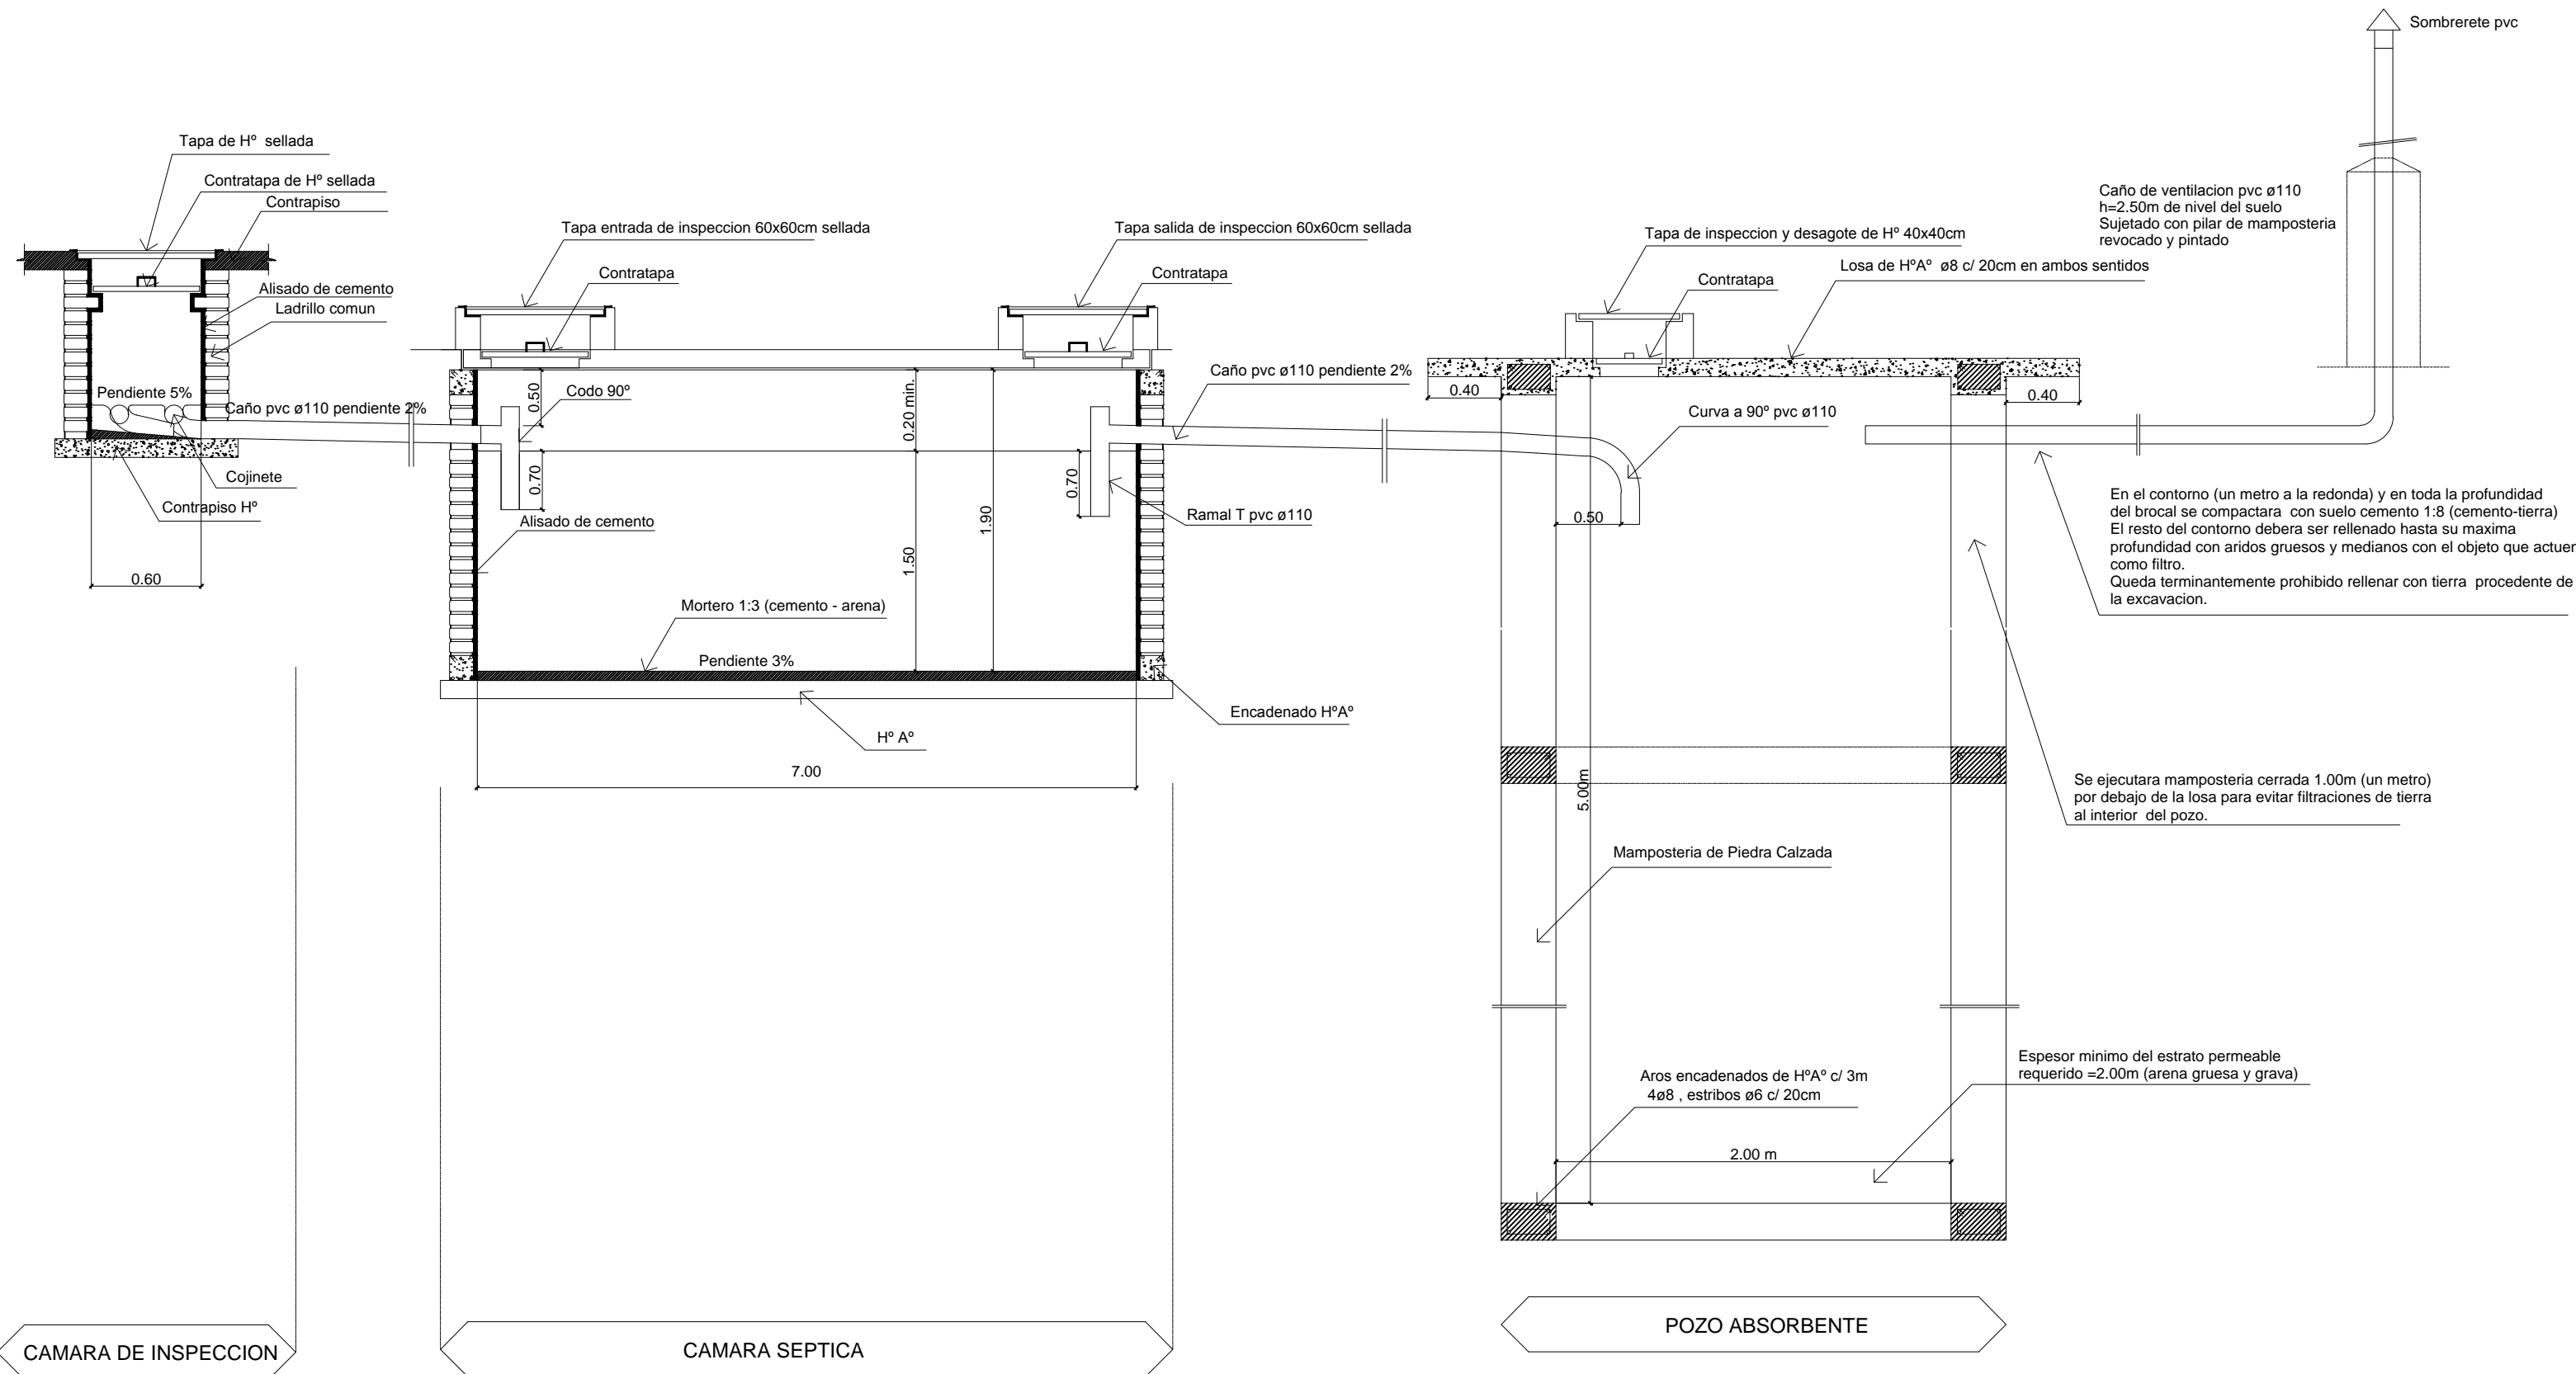 Sombrerete pvc
Tapa de Hº sellada
Contratapa de Hº sellada
Contrapiso
Alisado de cemento
Ladrillo comun
Pendiente 5%
Caño pvc ø110 pendiente 2%
Cojinete
Contrapiso Hº
0.60
Tapa entrada de inspeccion 60x60cm sellada
Contratapa
Tapa salida de inspeccion 60x60cm sellada
Contratapa
0.50
Codo 90º
0.20 min.
0.70
0.70
1.90
1.50
Alisado de cemento
Ramal T pvc ø110
Caño pvc ø110 pendiente 2%
Mortero 1:3 (cemento - arena)
Pendiente 3%
Encadenado HºAº
Hº Aº
7.00
Tapa de inspeccion y desagote de Hº 40x40cm
Losa de HºAº ø8 c/ 20cm en ambos sentidos
Contratapa
0.40
0.40
Curva a 90º pvc ø110
0.50
Caño de ventilacion pvc ø110
h=2.50m de nivel del suelo
Sujetado con pilar de mamposteria
revocado y pintado
En el contorno (un metro a la redonda) y en toda la profundidad
del brocal se compactara con suelo cemento 1:8 (cemento-tierra)
El resto del contorno debera ser rellenado hasta su maxima
profundidad con aridos gruesos y medianos con el objeto que actuen
como filtro.
Queda terminantemente prohibido rellenar con tierra procedente de
la excavacion.
5.00m
Se ejecutara mamposteria cerrada 1.00m (un metro)
por debajo de la losa para evitar filtraciones de tierra
al interior del pozo.
Mamposteria de Piedra Calzada
Espesor minimo del estrato permeable
requerido =2.00m (arena gruesa y grava)
Aros encadenados de HºAº c/ 3m
4ø8 , estribos ø6 c/ 20cm
2.00 m
CAMARA DE INSPECCION
CAMARA SEPTICA
POZO ABSORBENTE